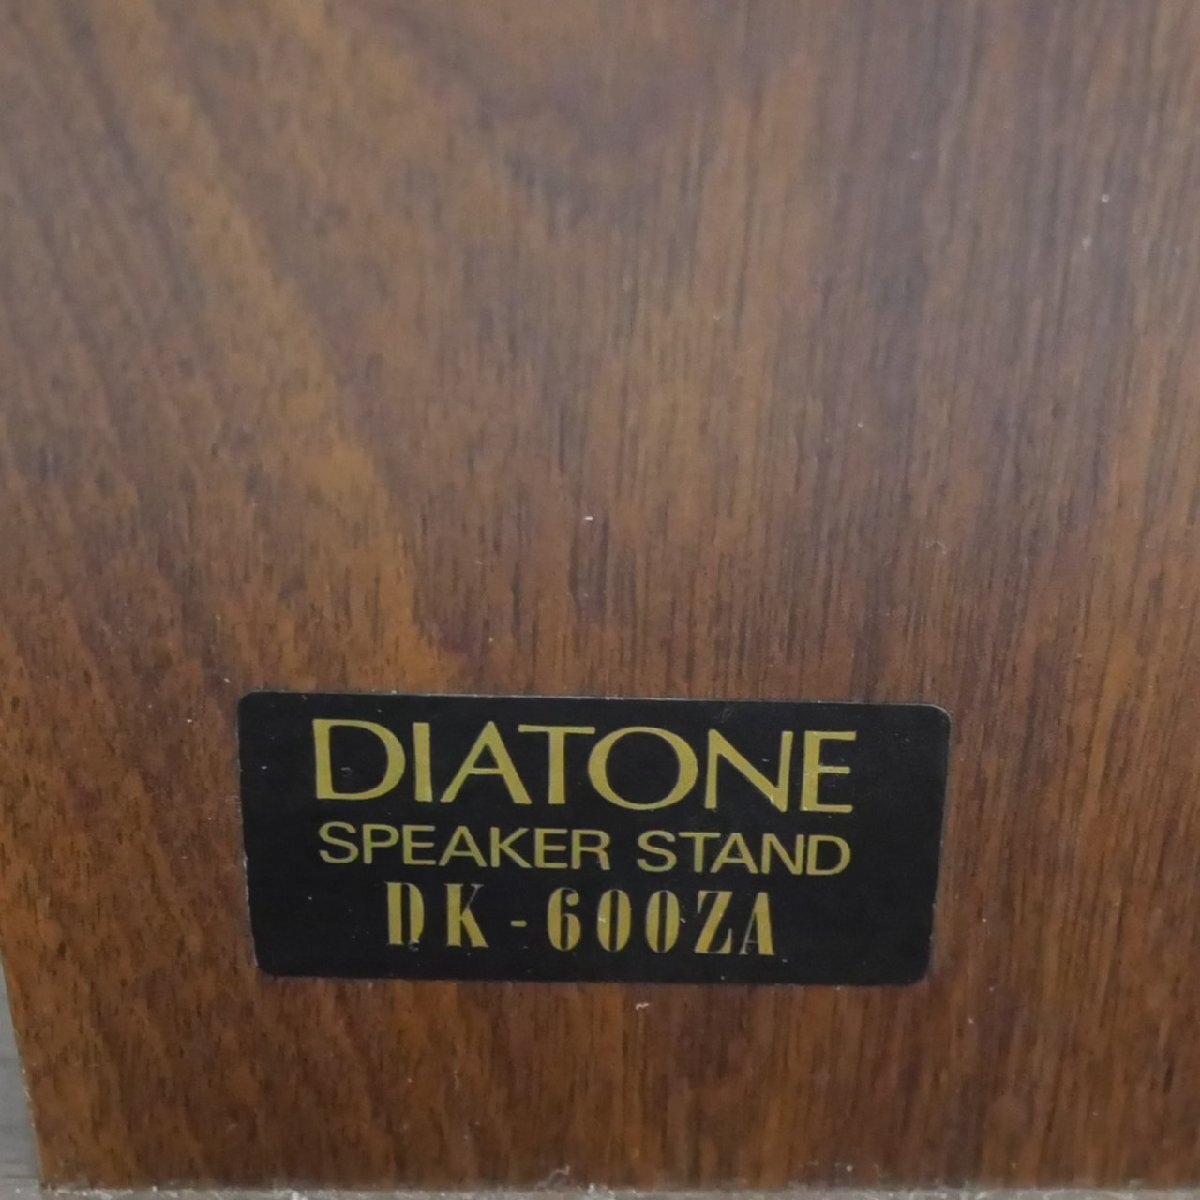 DIATONE
SPEAKER STAND
DK-600ZA